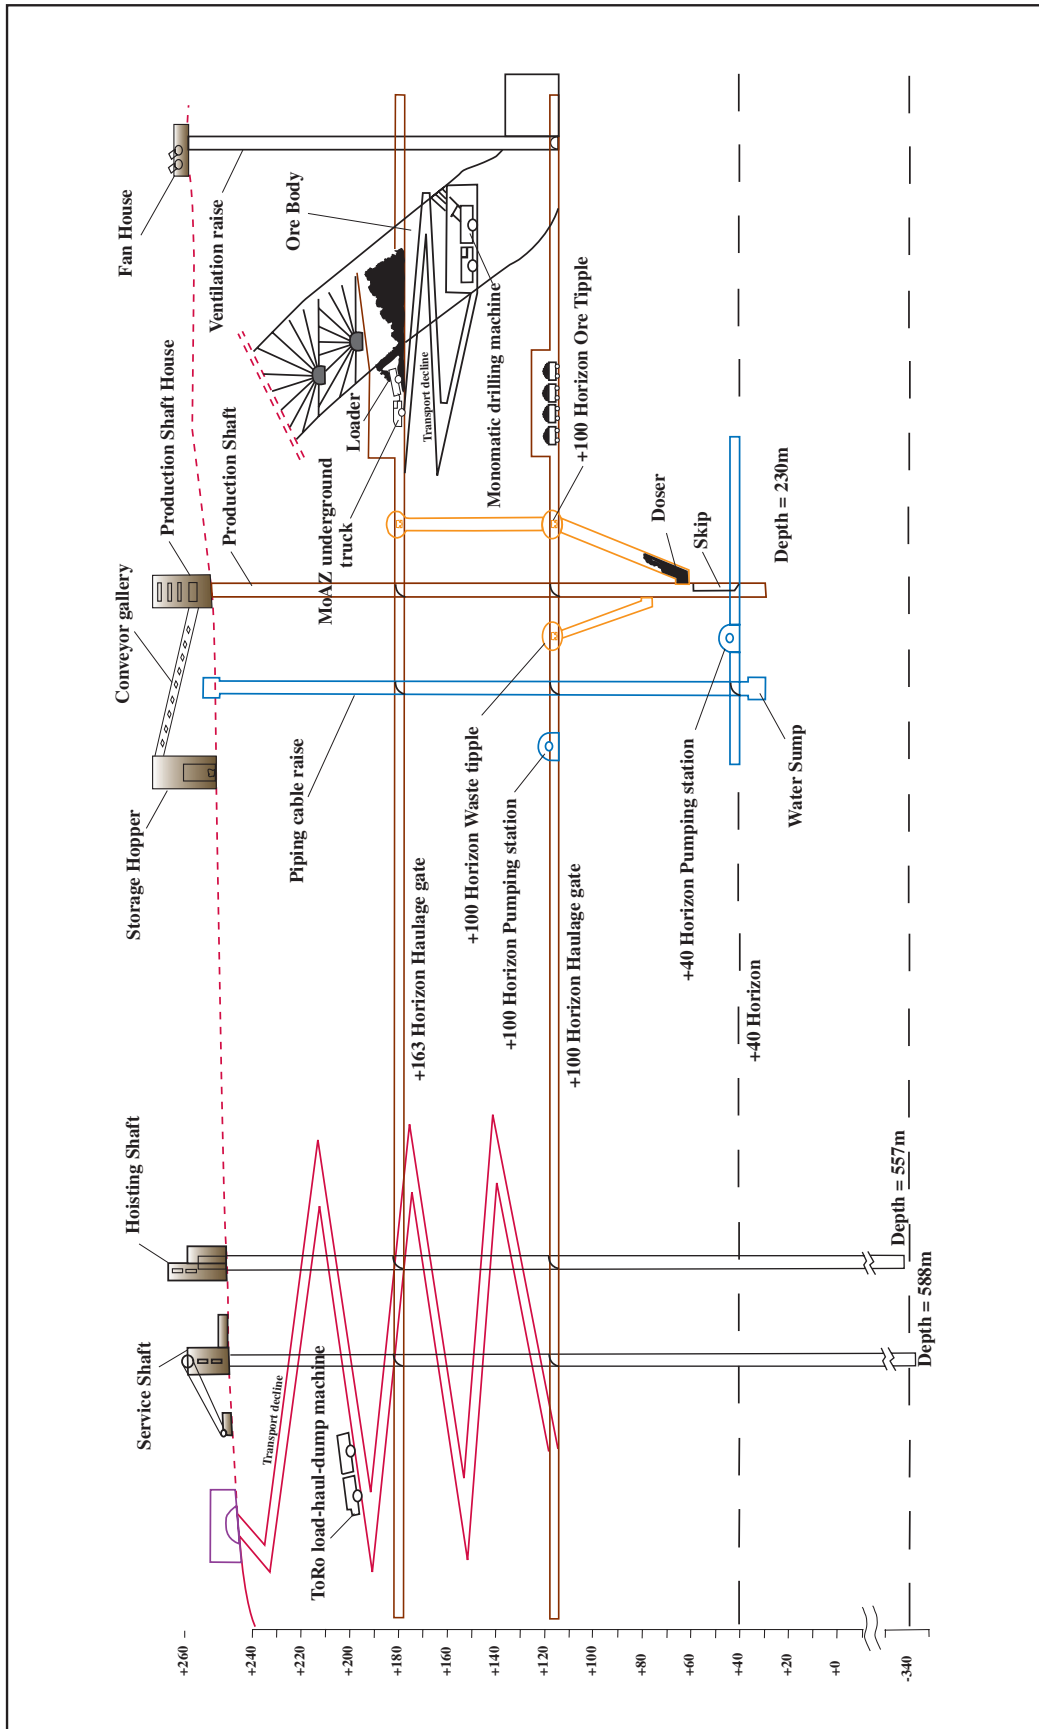 Fan House
Ventilation raise
Ore Body
Production Shaft House
Production Shaft
Conveyor gallery
Storage Hopper
Piping cable raise
MoAZ underground
truck
Loader
Transport decline
Monomatic drilling machine
+100 Horizon Ore Tipple
Doser
Skip
Depth = 230m
+100 Horizon Waste tipple
+100 Horizon Pumping station
+40 Horizon Pumping station
Water Sump
+163 Horizon Haulage gate
+100 Horizon Haulage gate
+40 Horizon
Hoisting Shaft
Service Shaft
Transport decline
ToRo load-haul-dump machine
Depth = 557m
Depth = 588m
+260
+240
+220
+200
+180
+140
+120
+100
+80
+60
+40
+20
+0
-340